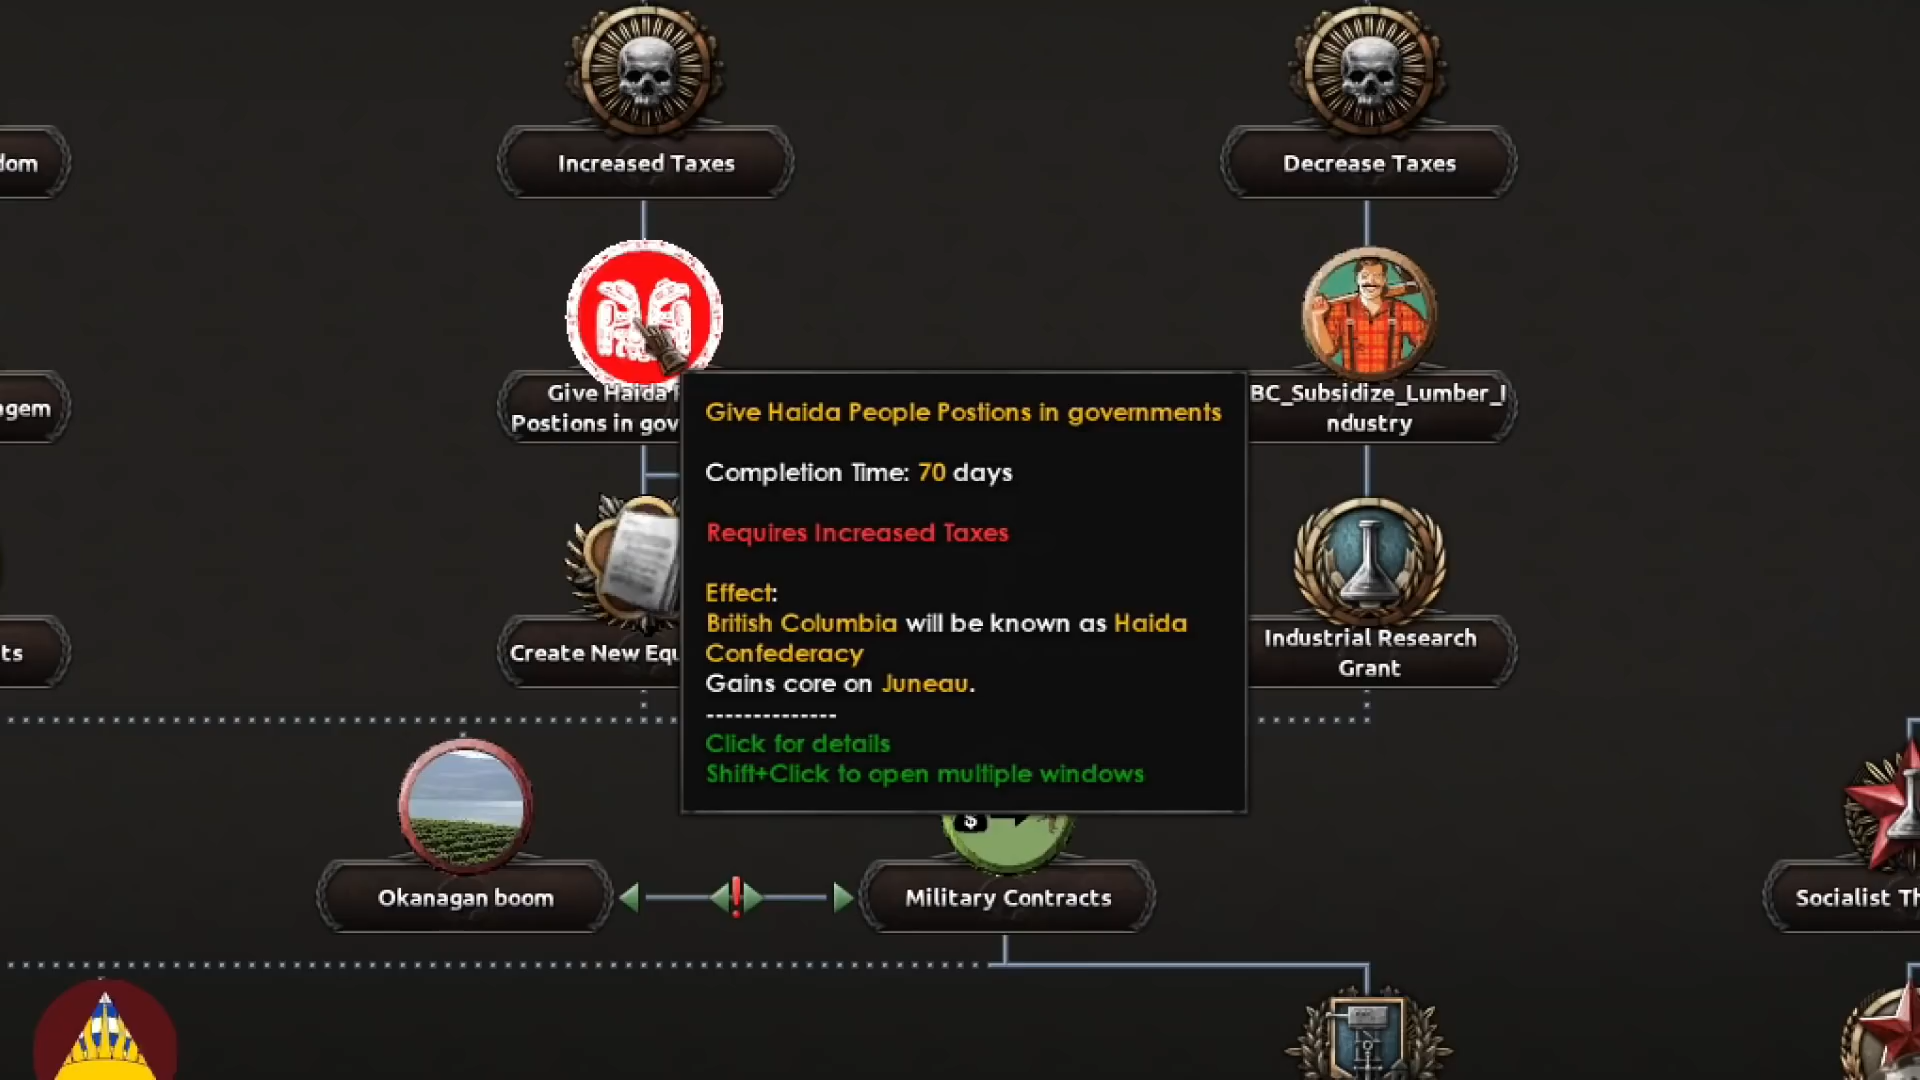 Increased Taxes
Decrease Taxes
dom
Give Haida
Postions in gov
agem
BC_Subsidize_Lumber_I
ndustry
Give Haida People Postions in governments
Completion Time: 70 days
Requires Increased Taxes
Effect:
British Columbia will be known as Haida
Confederacy
Gains core on Juneau.
--------------
Click for details
Shift+Click to open multiple windows
ts
Create New Equ
Industrial Research
Grant
$
Okanagan boom
!
Military Contracts
Socialist Th